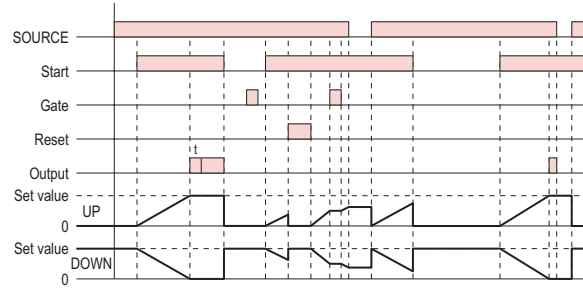 SOURCE
Start
Gate
Reset
t
Output
Set value
UP
0
Set value
DOWN
0